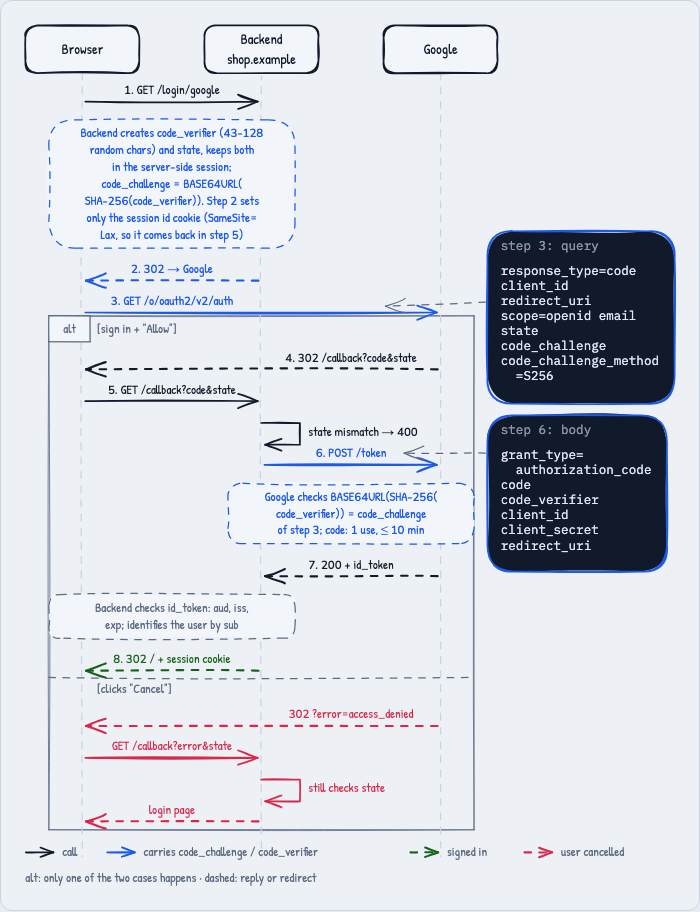 Browser
Backend
shop.example
Google
1. GET /login/google
Backend creates code_verifier (43-128
random chars) and state, keeps both
in the server-side session;
code_challenge = BASE64URL(
SHA-256(code_verifier)). Step 2 sets
only the session id cookie (SameSite=
Lax, so it comes back in step 5)
2. 302 → Google
3. GET /o/oauth2/v2/auth
step 3: query
response_type=code
client_id
redirect_uri
scope=openid email
state
code_challenge
code_challenge_method
=S256
alt
[sign in + "Allow"]
4. 302 /callback?code&state
5. GET /callback?code&state
state mismatch → 400
6. POST /token
step 6: body
grant_type=
authorization_code
code
code_verifier
client_id
client_secret
redirect_uri
Google checks BASE64URL(SHA-256(
code_verifier)) = code_challenge
of step 3; code: 1 use, ≤ 10 min
7. 200 + id_token
Backend checks id_token: aud, iss,
exp; identifies the user by sub
8. 302 / + session cookie
[clicks "Cancel"]
302 ?error=access_denied
GET /callback?error&state
still checks state
login page
call
carries code_challenge / code_verifier
signed in
user cancelled
alt: only one of the two cases happens · dashed: reply or redirect